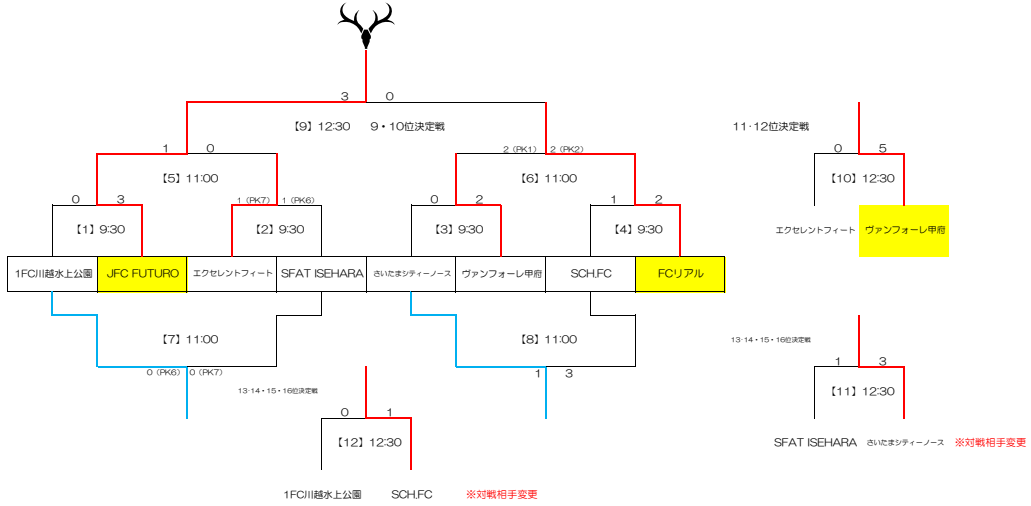 3 0
【9】12:30 9・10位決定戦
11・12位決定戦
1 0
2（PK1） 2（PK2）
0 5
【5】11:00
【6】11:00
【10】12:30
0 3
1（PK7） 1（PK6）
0 2
1 2
【1】9:30
【2】9:30
【3】9:30
【4】9:30
エクセレントフィート ヴァンフォーレ甲府
1FC川越水上公園 JFC FUTURO エクセレントフィート SFAT ISEHARA さいたまシティーノース ヴァンフォーレ甲府 SCH.FC FCリアル
【7】11:00
【8】11:00
13・14・15・16位決定戦
0（PK6） 0（PK7）
1 3
1 3
13・14・15・16位決定戦
【11】12:30
0 1
【12】12:30
SFAT ISEHARA さいたまシティーノース ※対戦相手変更
1FC川越水上公園 SCH.FC ※対戦相手変更